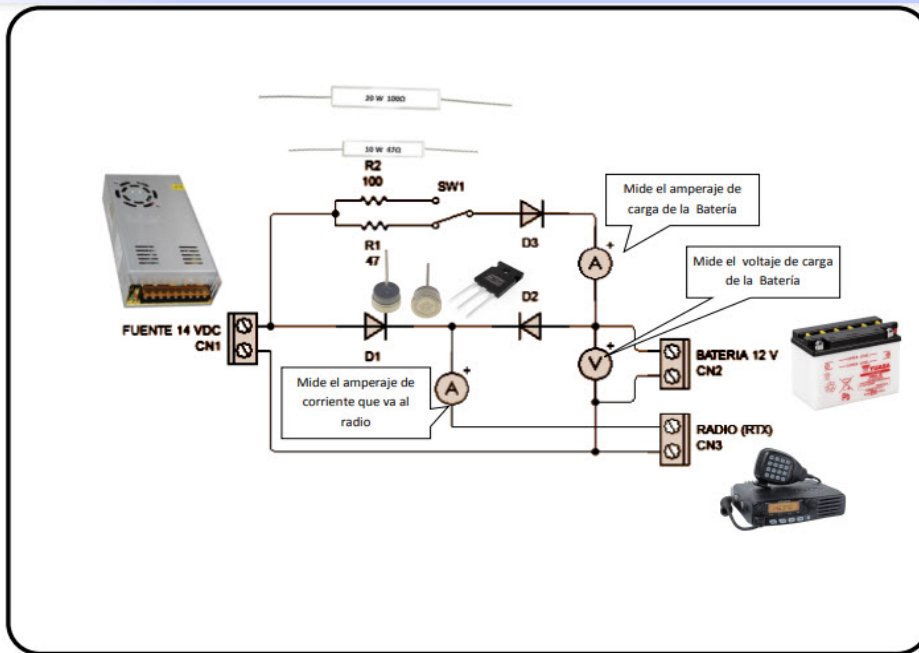 20 W 100Ω
10 W 47Ω
R2
100
SW1
R1
47
D3
Mide el amperaje de
carga de la Batería
Mide el voltaje de carga
de la Batería
FUENTE 14 VDC
CN1
D1
D2
A
+
A
+
V
+
Mide el amperaje de
corriente que va al
radio
BATERIA 12 V
CN2
YUASA
Pb
RADIO (RTX)
CN3